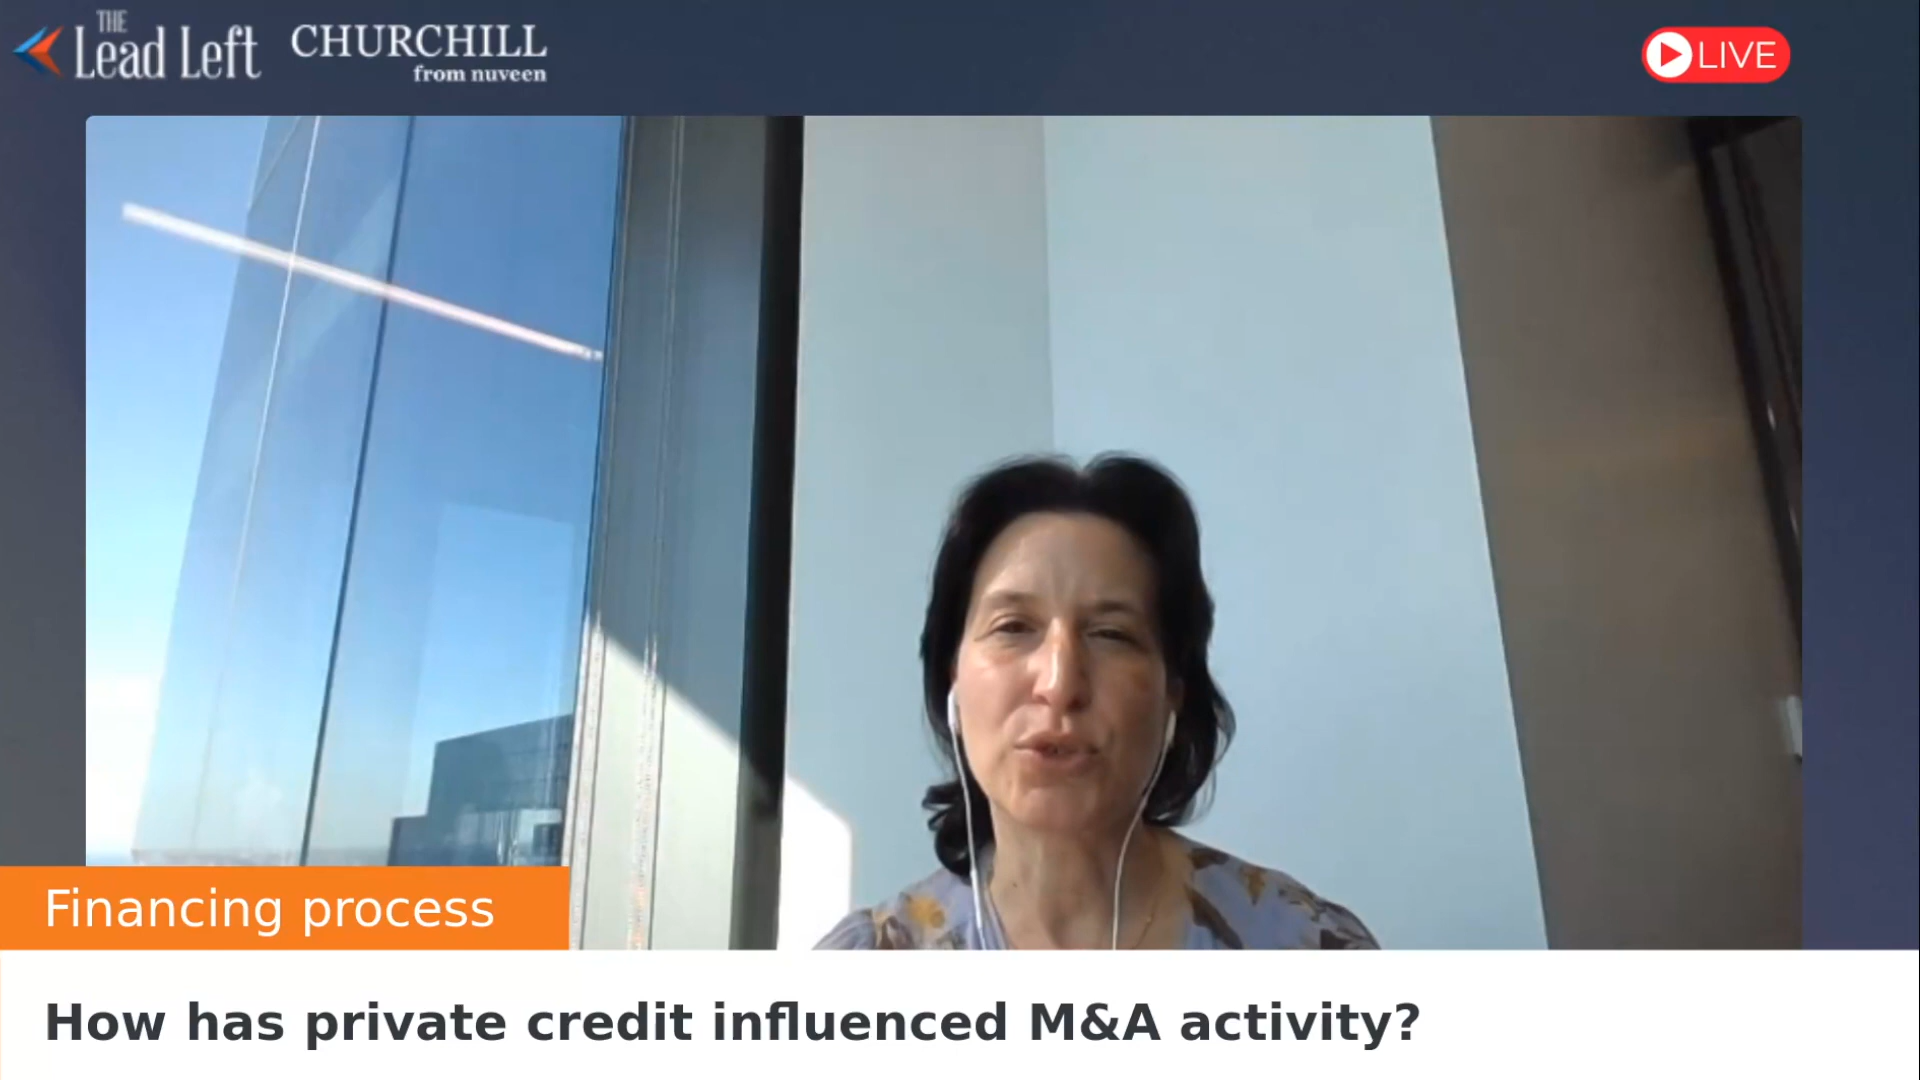 THE
Lead Left
CHURCHILL
from nuveen
LIVE
Financing process
How has private credit influenced M&A activity?